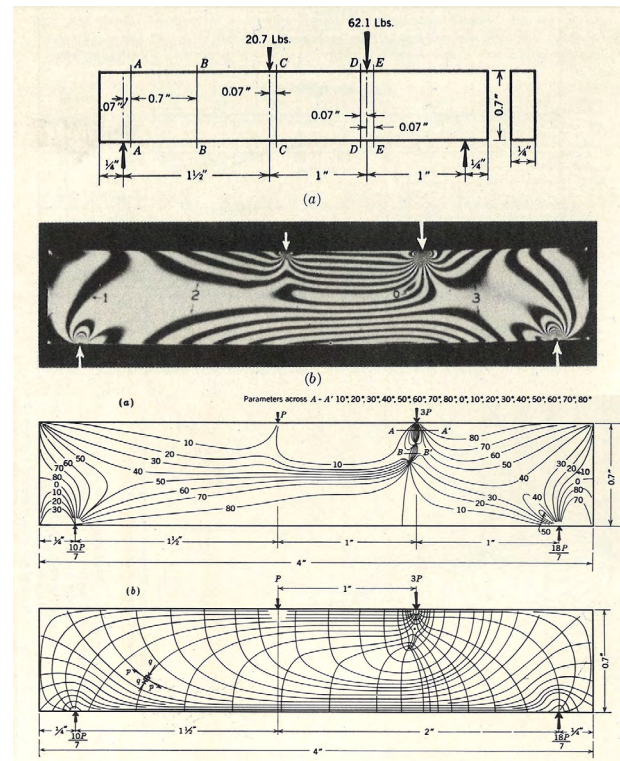 62.1 Lbs.
20.7 Lbs.
A B C D E
.07″ 0.7″ 0.07″ 0.7″
0.07″
0.07″
A B C D E
¼″ 1½″ 1″ 1″ ¼″ ¼″
(a)
1 2 6 3
(b)
(a) Parameters across A - A′ 10°, 20°, 30°, 40°, 50°, 60°, 70°, 80°, 0°, 10°, 20°, 30°, 40°, 50°, 60°, 70°, 80°
P 3P
A A′
10 80
20 B B′ 70
30 10 60
50 40 50 30 20 10
60 40 0
70 50 40 80
80 60 30 70
0 70 20 40
10 80 10 30
20
30 50
0.7″
¼″ 10P/7 1½″ 1″ 1″ 18P/7 ¼″
4″
(b) P 1″ 3P
q
p
q
p
0.7″
¼″ 10P/7 1½″ 2″ 18P/7 ¼″
4″